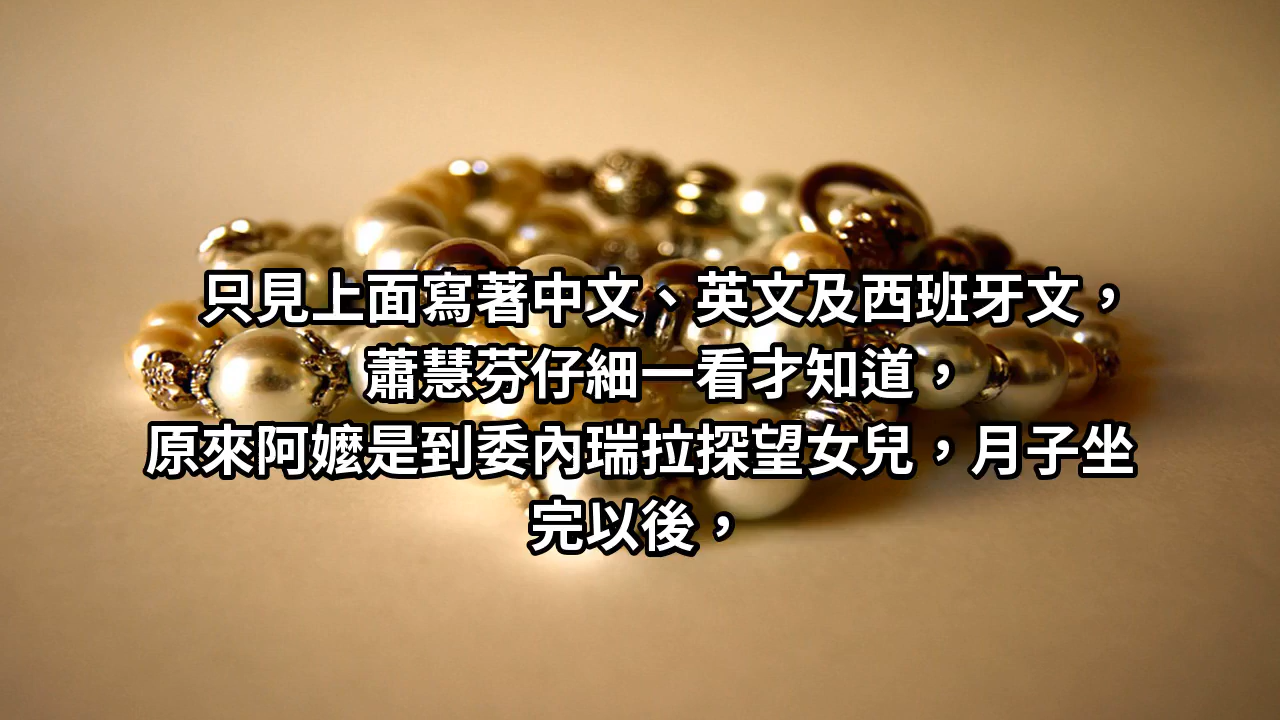 只見上面寫著中文、英文及西班牙文，
蕭慧芬仔細一看才知道，
原來阿嬤是到委內瑞拉探望女兒，月子坐
完以後，